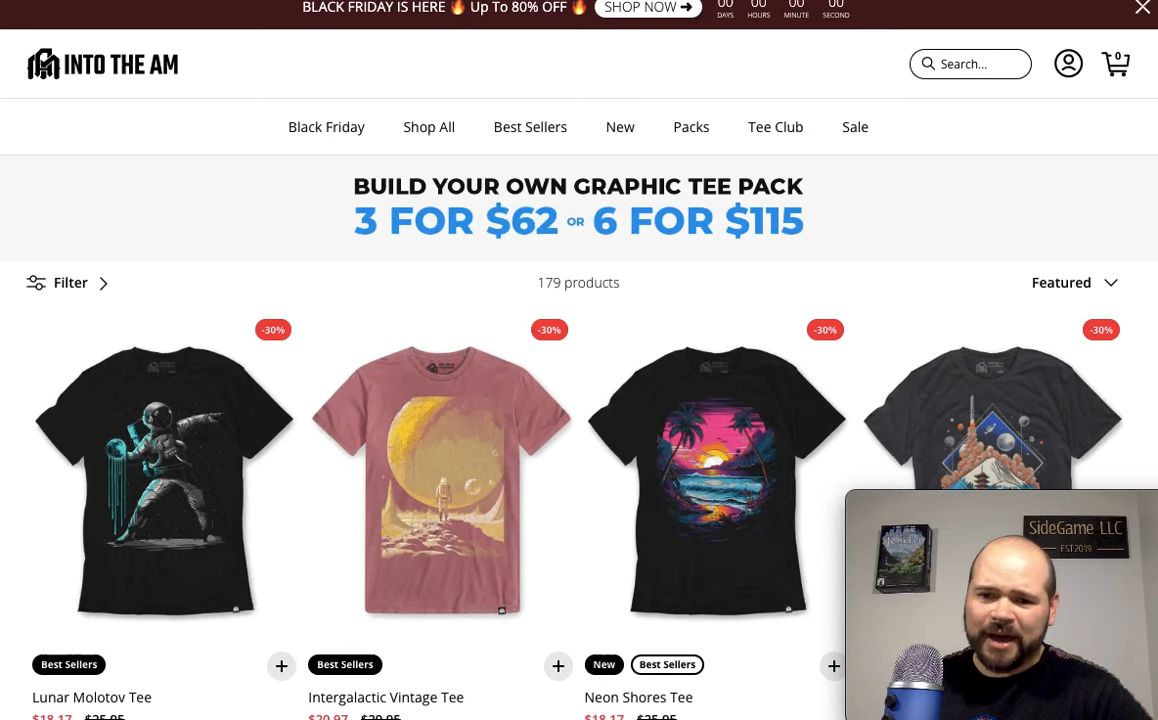 BLACK FRIDAY IS HERE 🔥 Up To 80% OFF 🔥 SHOP NOW ➜ 00 00 00 00
DAYS HOURS MINUTE SECOND
INTO THE AM
Search...
0
Black Friday Shop All Best Sellers New Packs Tee Club Sale
BUILD YOUR OWN GRAPHIC TEE PACK
3 FOR $62 OR 6 FOR $115
Filter 179 products Featured
-30% -30% -30% -30%
SideGame LLC
EST.2019
Best Sellers + Best Sellers + New Best Sellers +
Lunar Molotov Tee Intergalactic Vintage Tee Neon Shores Tee
$18.17 $25.95 $20.97 $29.95 $18.17 $25.95